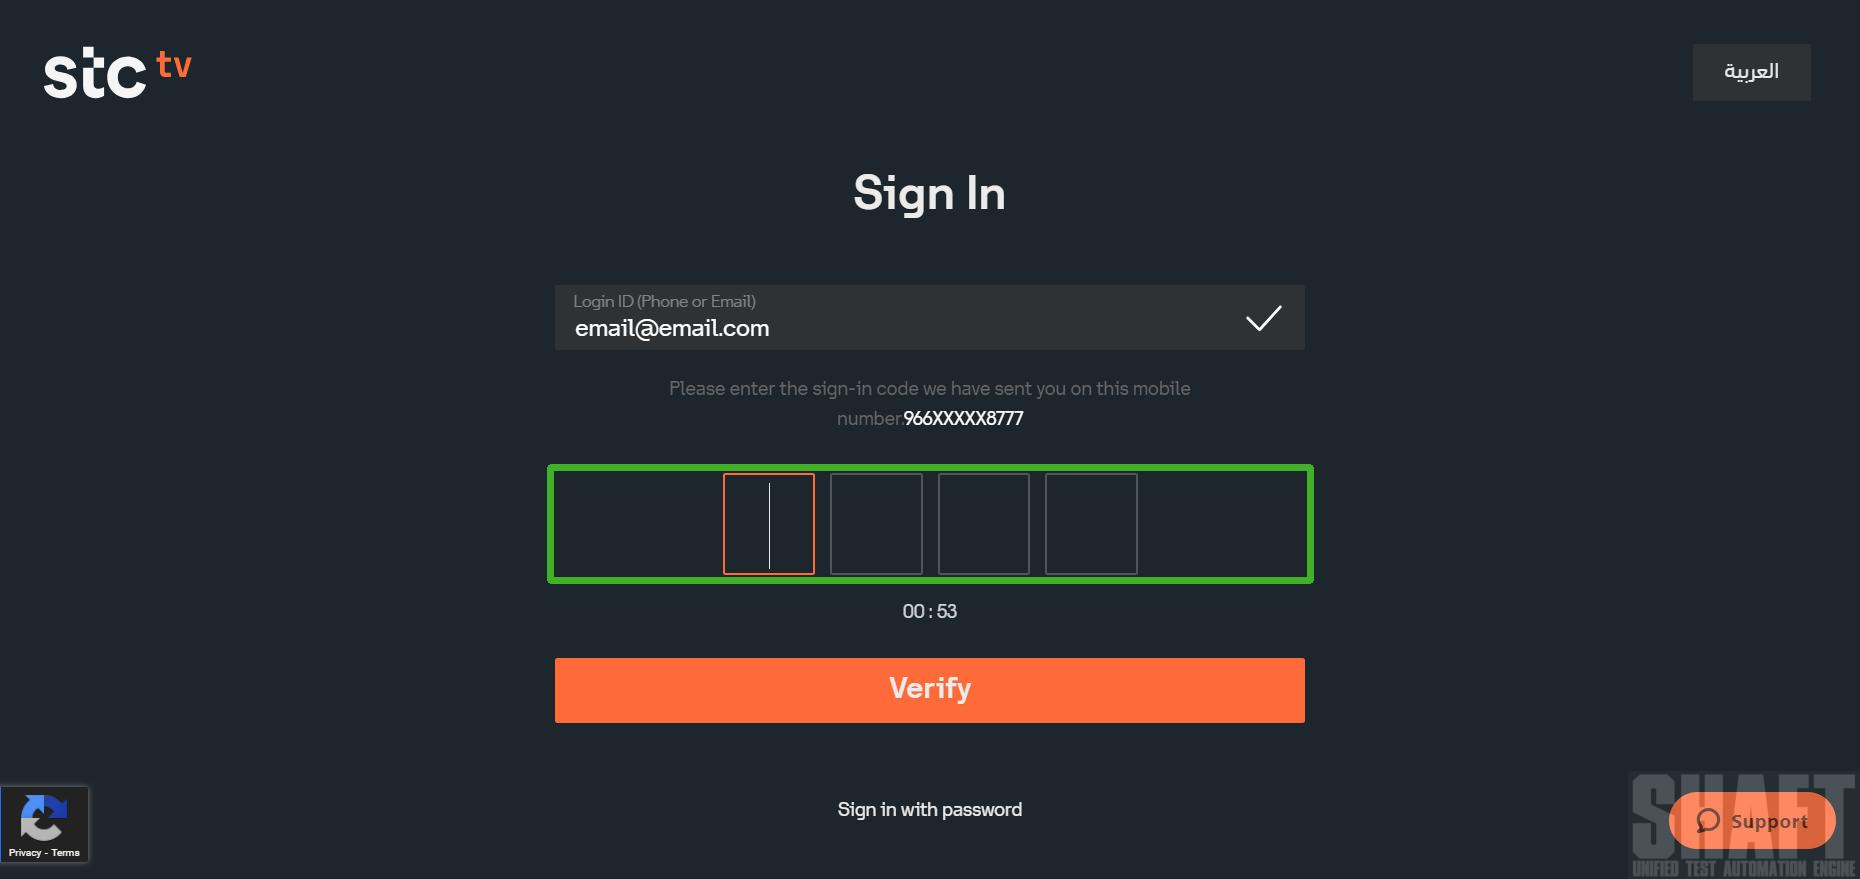 stc tv
العربية
Sign In
Login ID (Phone or Email)
email@email.com
Please enter the sign-in code we have sent you on this mobile
number.966XXXXX8777
00 : 53
Verify
Sign in with password
Privacy - Terms
SHAFT
Support
UNIFIED TEST AUTOMATION ENGINE